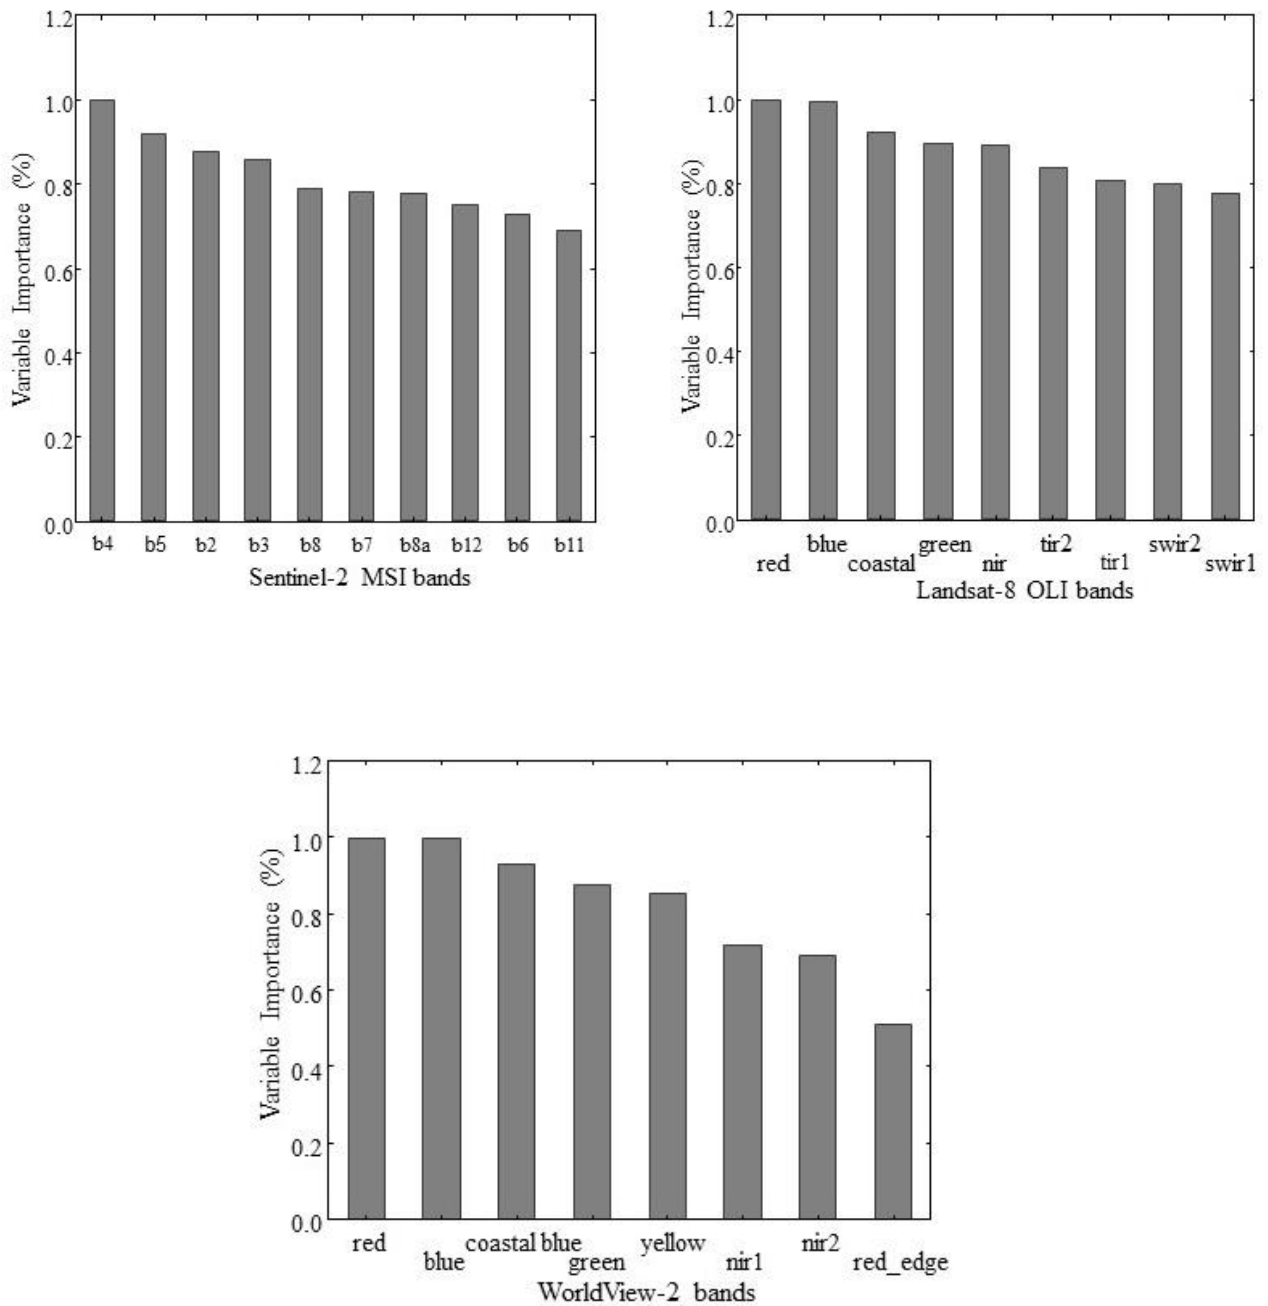 Variable Importance (%)
1.2
1.0
0.8
0.6
0.4
0.2
0.0
b4 b5 b2 b3 b8 b7 b8a b12 b6 b11
Sentinel-2 MSI bands
Variable Importance (%)
1.2
1.0
0.8
0.6
0.4
0.2
0.0
blue green tir2 swir2
red coastal nir tir1 swir1
Landsat-8 OLI bands
Variable Importance (%)
1.2
1.0
0.8
0.6
0.4
0.2
0.0
red coastal blue yellow nir2
blue green nir1 red_edge
WorldView-2 bands